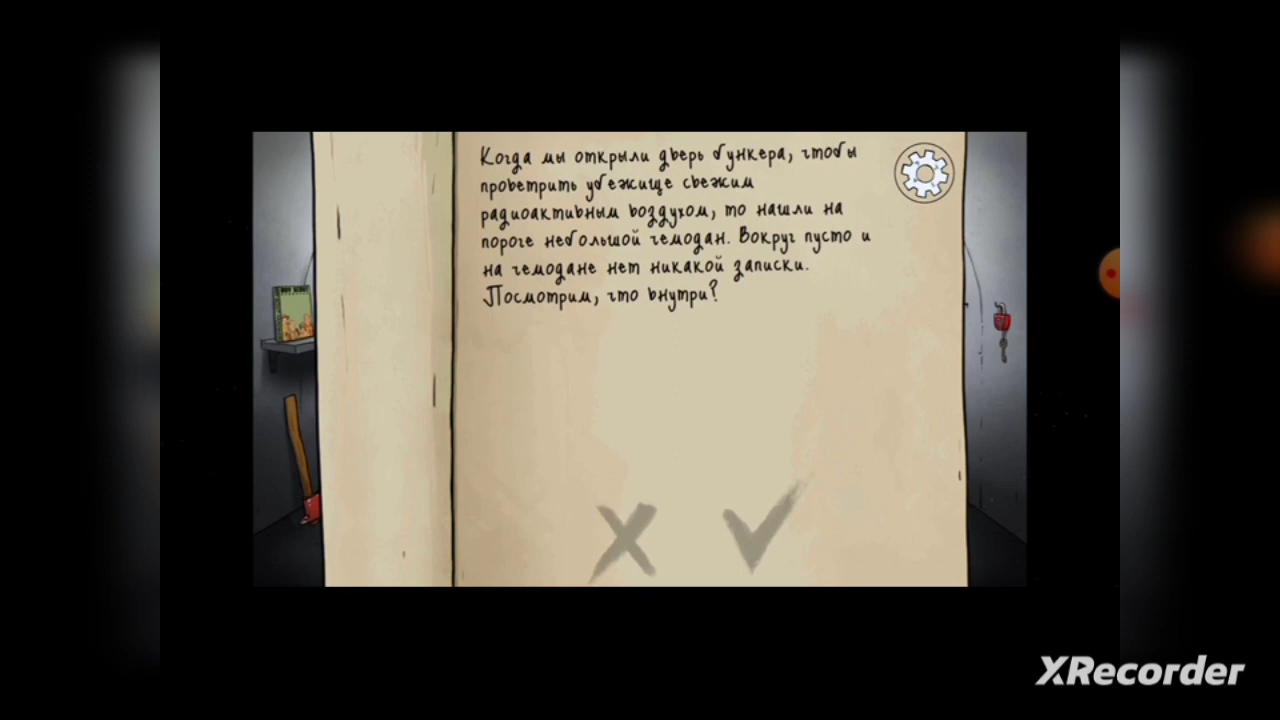 Когда мы открыли дверь бункера, чтобы
проветрить убежище свежим
радиоактивным воздухом, то нашли на
пороге небольшой чемодан. Вокруг пусто и
на чемодане нет никакой записки.
Посмотрим, что внутри?
XRecorder